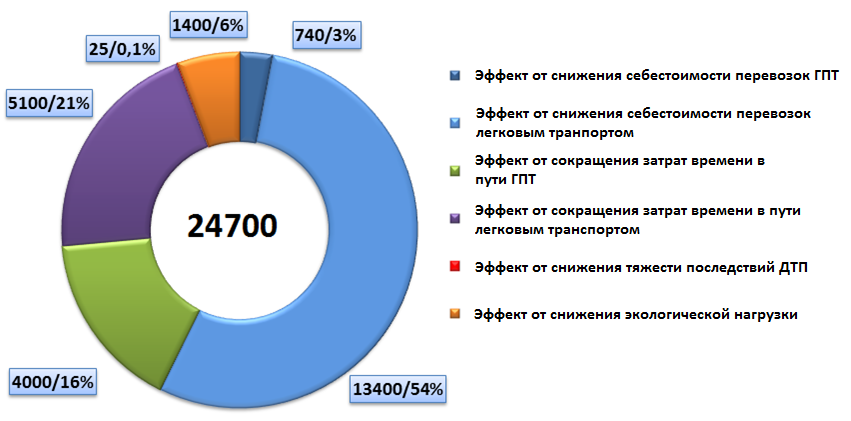 1400/6%
740/3%
25/0,1%
5100/21%
24700
4000/16%
13400/54%
Эффект от снижения себестоимости перевозок ГПТ
Эффект от снижения себестоимости перевозок
легковым транпортом
Эффект от сокращения затрат времени в
пути ГПТ
Эффект от сокращения затрат времени в пути
легковым транспортом
Эффект от снижения тяжести последствий ДТП
Эффект от снижения экологической нагрузки